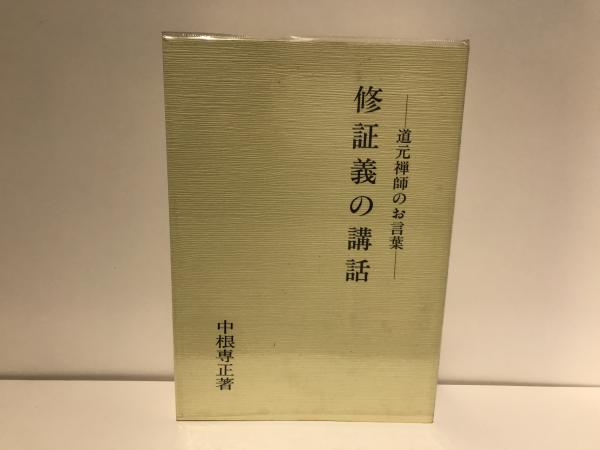 ——道元禅師のお言葉——
修証義の講話
中根専正著